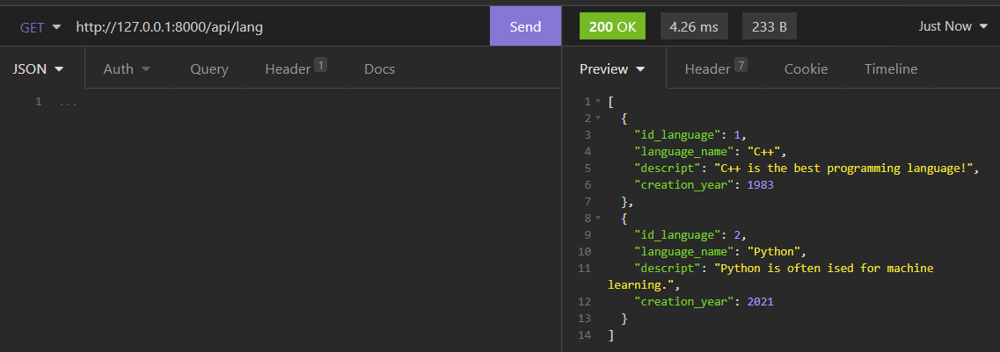 GET http://127.0.0.1:8000/api/lang Send 200 OK 4.26 ms 233 B Just Now
JSON Auth Query Header 1 Docs Preview Header 7 Cookie Timeline
1 ...
1 [
2 {
3 "id_language": 1,
4 "language_name": "C++",
5 "descript": "C++ is the best programming language!",
6 "creation_year": 1983
7 },
8 {
9 "id_language": 2,
10 "language_name": "Python",
11 "descript": "Python is often ised for machine
learning.",
12 "creation_year": 2021
13 }
14 ]